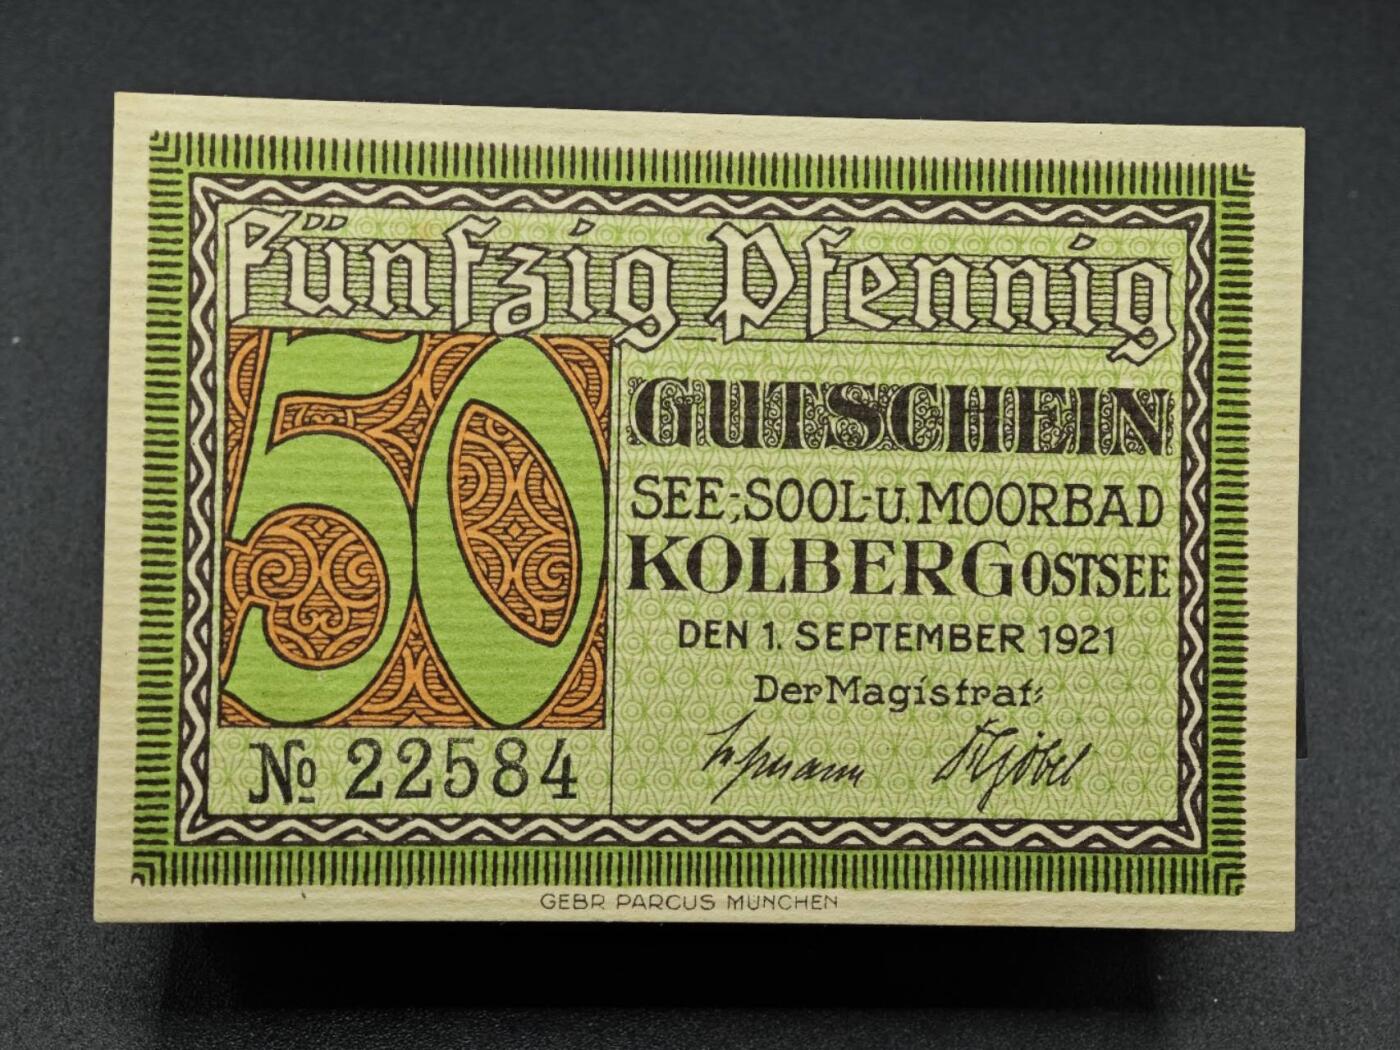 Fünfzig Pfennig
50
GUTSCHEIN
SEE-, SOOL- U. MOORBAD
KOLBERG OSTSEE
DEN 1. SEPTEMBER 1921
Der Magistrat:
No 22584
GEBR PARCUS MÜNCHEN